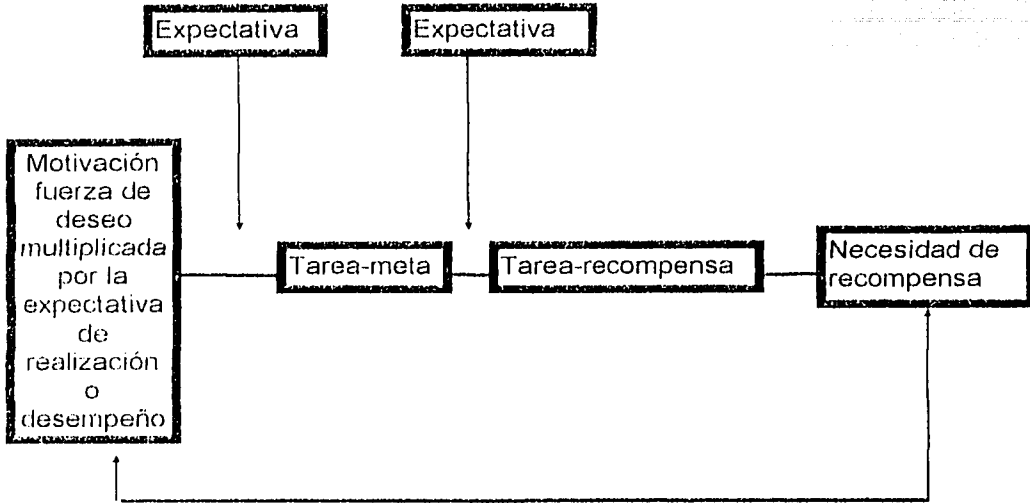 Expectativa
Expectativa
Motivación
fuerza de
deseo
multiplicada
por la
expectativa
de
realización
o
desempeño
Tarea-meta
Tarea-recompensa
Necesidad de
recompensa